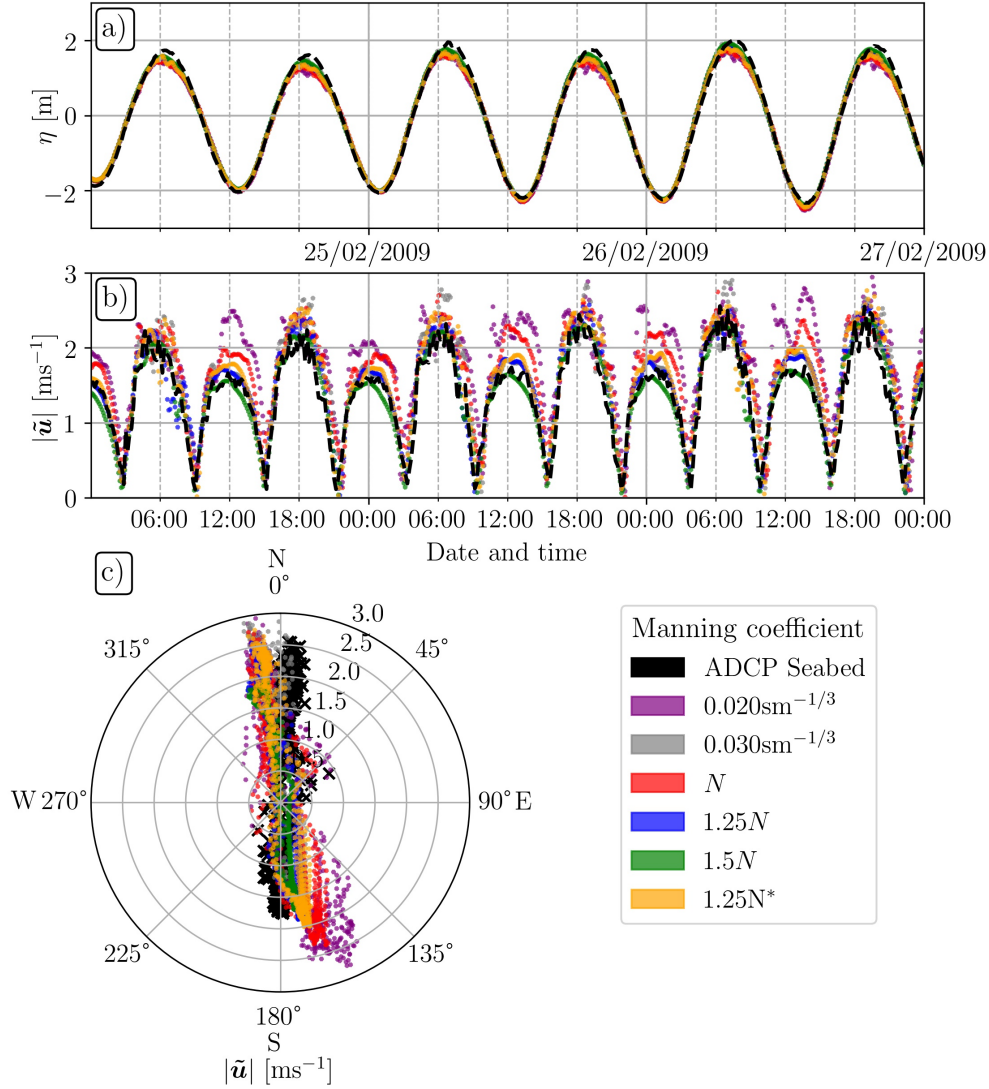 a)
2
0
−2
η [m]
25/02/2009 26/02/2009 27/02/2009
b)
3
2
1
0
|ũ| [ms⁻¹]
06:00 12:00 18:00 00:00 06:00 12:00 18:00 00:00 06:00 12:00 18:00 00:00
Date and time
c)
N
0°
315° 45°
3.0
2.5
2.0
1.5
1.0
W 270° 90° E
225° 135°
180°
S
|ũ| [ms⁻¹]
Manning coefficient
ADCP Seabed
0.020sm⁻¹/³
0.030sm⁻¹/³
N
1.25N
1.5N
1.25N*